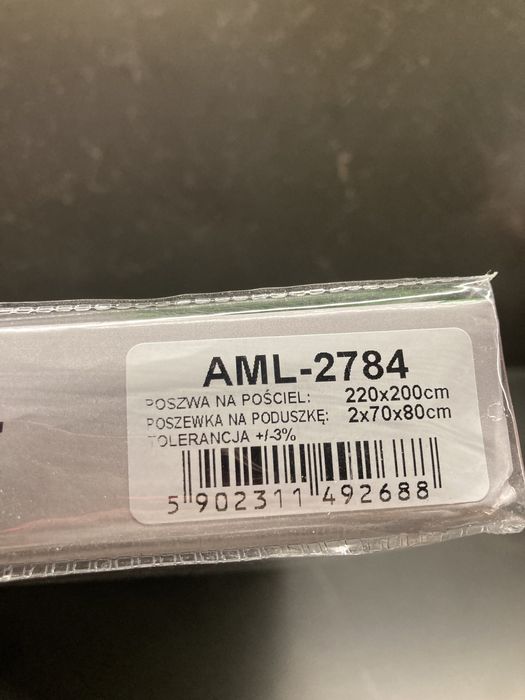 AML-2784
POSZWA NA POŚCIEL: 220x200cm
POSZEWKA NA PODUSZKĘ: 2x70x80cm
TOLERANCJA +/-3%
5 902311 492688